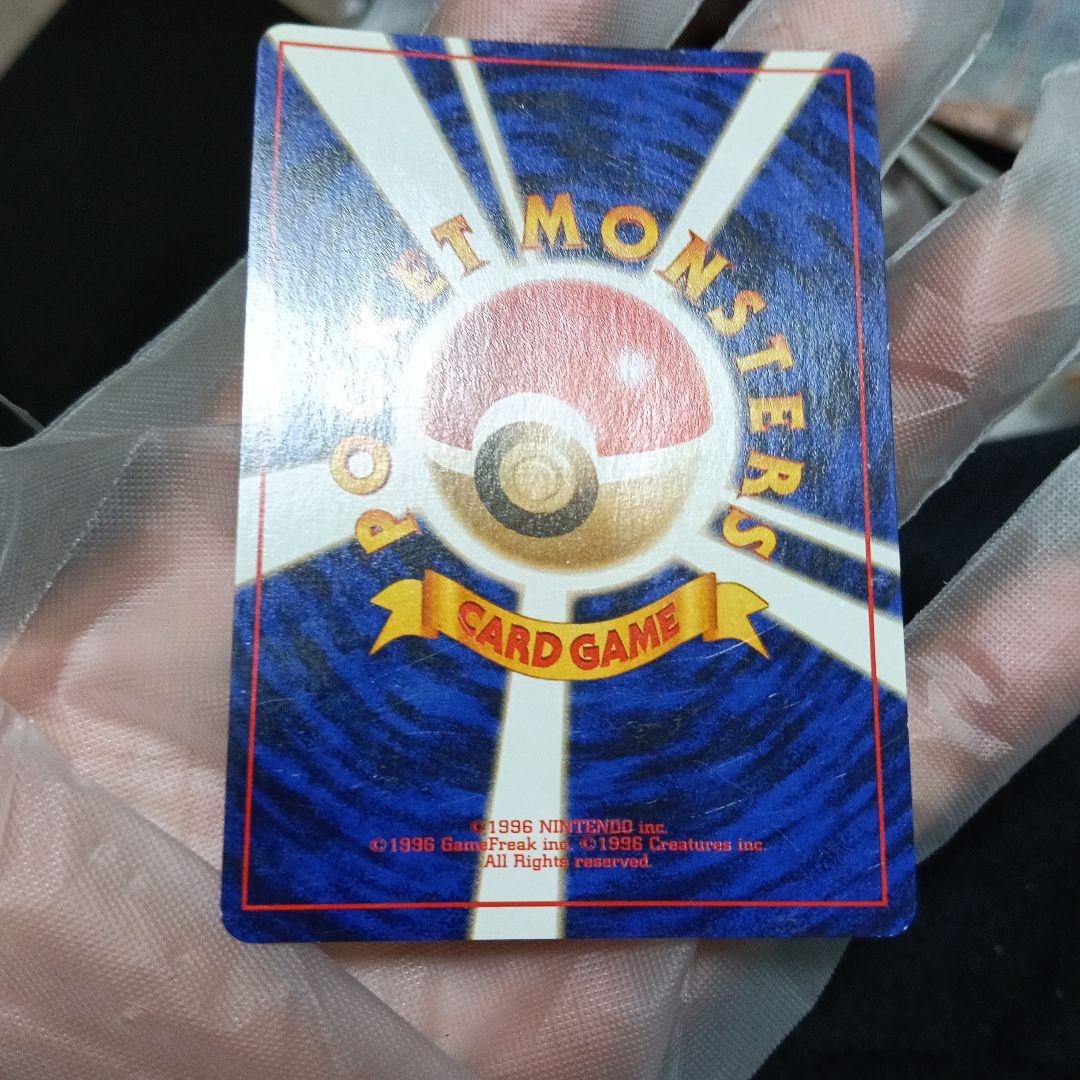 POCKET MONSTERS
CARD GAME
©1996 NINTENDO inc.
©1996 GameFreak inc. ©1996 Creatures inc.
All Rights reserved.